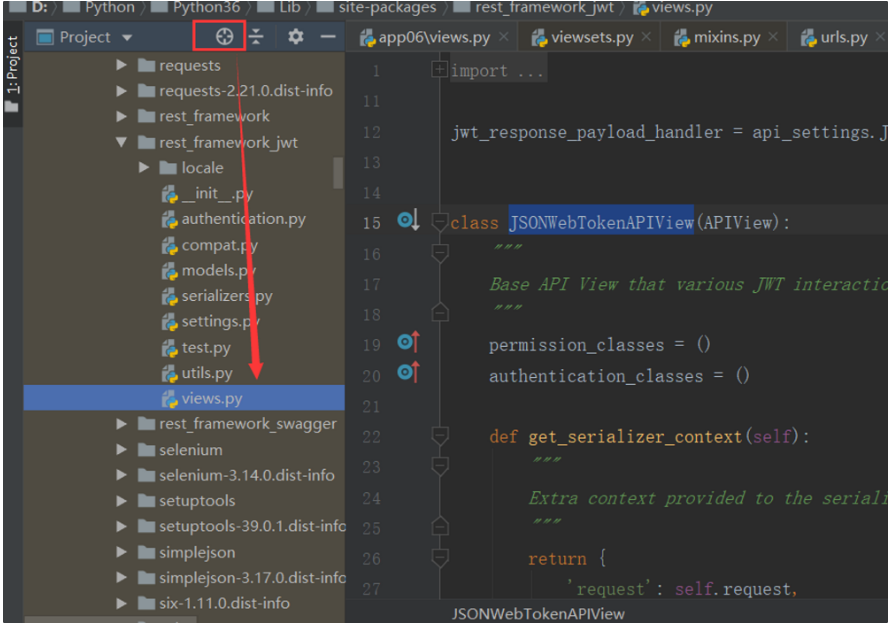 D: Python Python36 Lib site-packages rest_framework_jwt views.py
1: Project
Project
requests
requests-2.21.0.dist-info
rest_framework
rest_framework_jwt
locale
__init__.py
authentication.py
compat.py
models.py
serializers.py
settings.py
test.py
utils.py
views.py
rest_framework_swagger
selenium
selenium-3.14.0.dist-info
setuptools
setuptools-39.0.1.dist-info
simplejson
simplejson-3.17.0.dist-info
six-1.11.0.dist-info
app06\views.py viewsets.py mixins.py urls.py
1 import ...
11
12 jwt_response_payload_handler = api_settings.J
13
14
15 class JSONWebTokenAPIView(APIView):
16 """
17 Base API View that various JWT interactio
18 """
19 permission_classes = ()
20 authentication_classes = ()
21
22 def get_serializer_context(self):
23 """
24 Extra context provided to the seriali
25 """
26 return {
27 'request': self.request,
JSONWebTokenAPIView